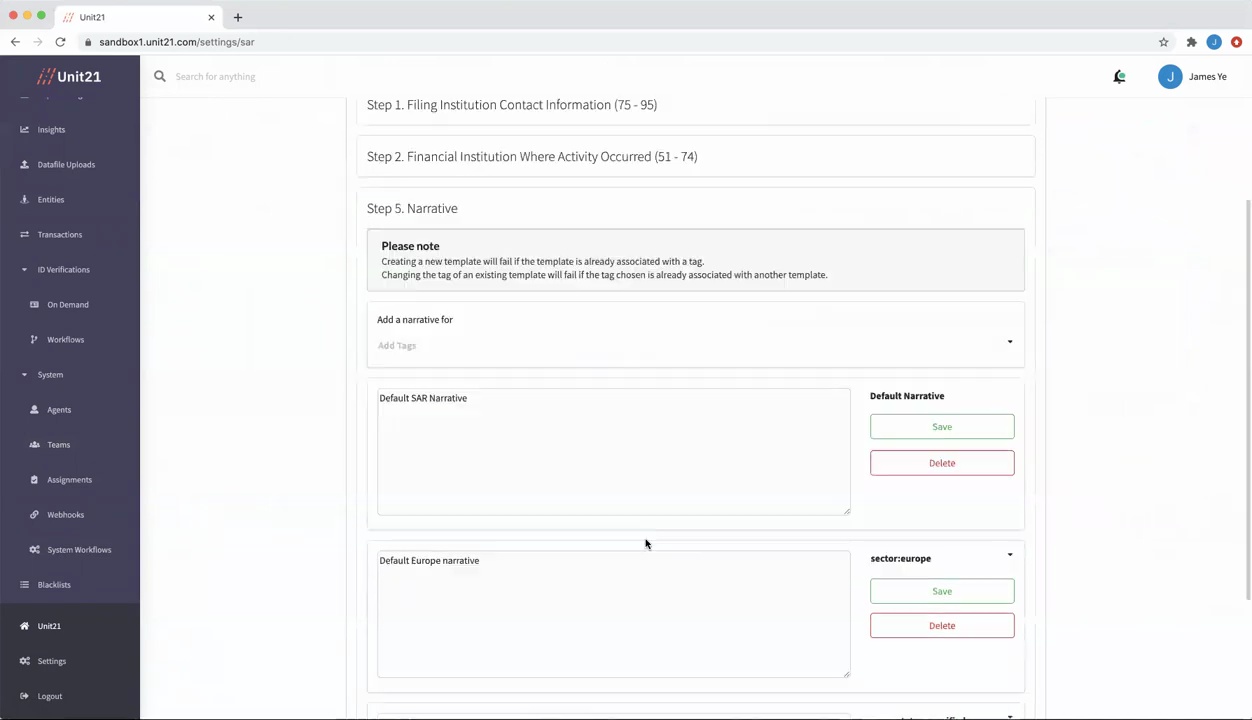 Unit21
sandbox1.unit21.com/settings/sar
J
Unit21
Search for anything
J
James Ye
Insights
Datafile Uploads
Entities
Transactions
ID Verifications
On Demand
Workflows
System
Agents
Teams
Assignments
Webhooks
System Workflows
Blacklists
Unit21
Settings
Logout
Step 1. Filing Institution Contact Information (75 - 95)
Step 2. Financial Institution Where Activity Occurred (51 - 74)
Step 5. Narrative
Please note
Creating a new template will fail if the template is already associated with a tag.
Changing the tag of an existing template will fail if the tag chosen is already associated with another template.
Add a narrative for
Add Tags
Default SAR Narrative
Default Narrative
Save
Delete
Default Europe narrative
sector:europe
Save
Delete